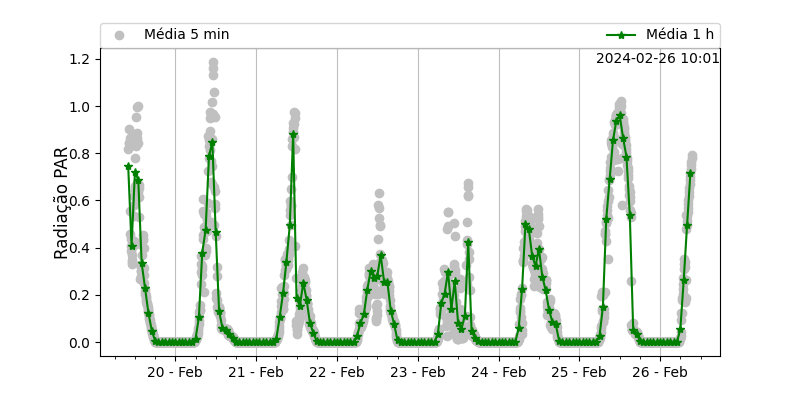 Média 5 min
Média 1 h
2024-02-26 10:01
Radiação PAR
1.2
1.0
0.8
0.6
0.4
0.2
0.0
20 - Feb
21 - Feb
22 - Feb
23 - Feb
24 - Feb
25 - Feb
26 - Feb